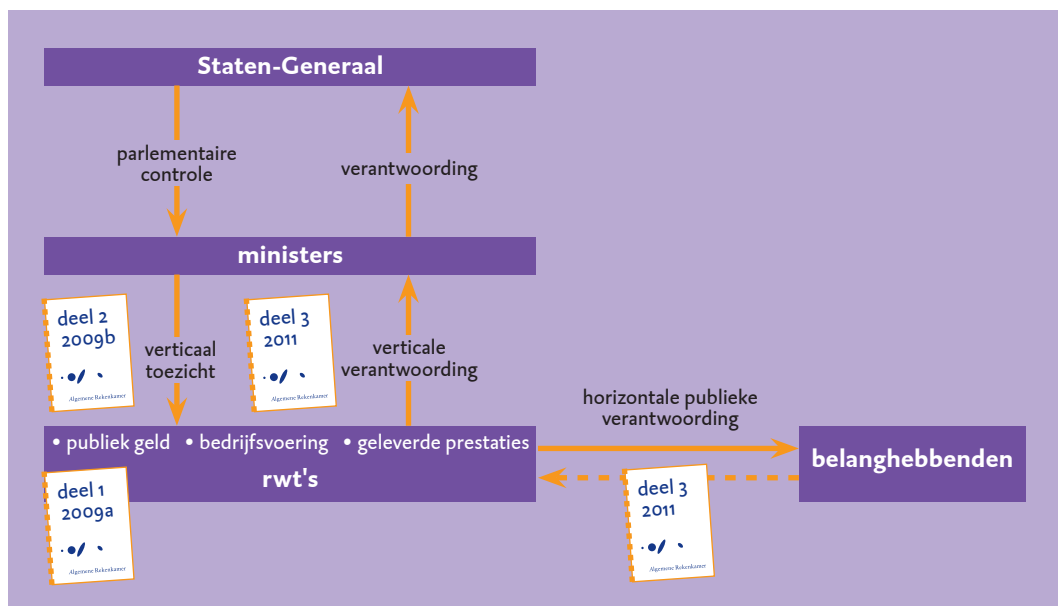 Staten-Generaal
parlementaire
controle
verantwoording
ministers
deel 2
2009b
Algemene Rekenkamer
verticaal
toezicht
deel 3
2011
Algemene Rekenkamer
verticale
verantwoording
horizontale publieke
verantwoording
• publiek geld • bedrijfsvoering • geleverde prestaties
rwt's
belanghebbenden
deel 1
2009a
Algemene Rekenkamer
deel 3
2011
Algemene Rekenkamer